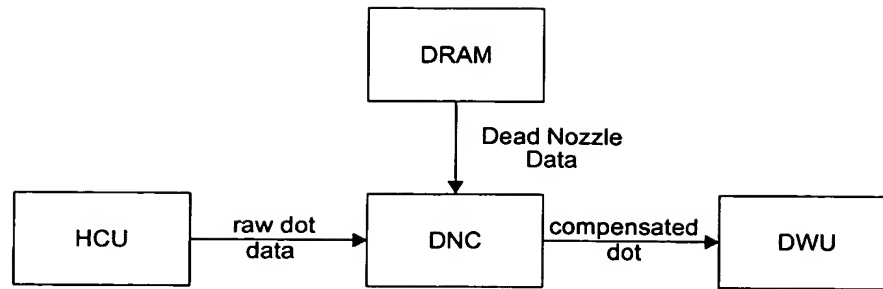 DRAM
Dead Nozzle
Data
HCU
raw dot
data
DNC
compensated
dot
DWU